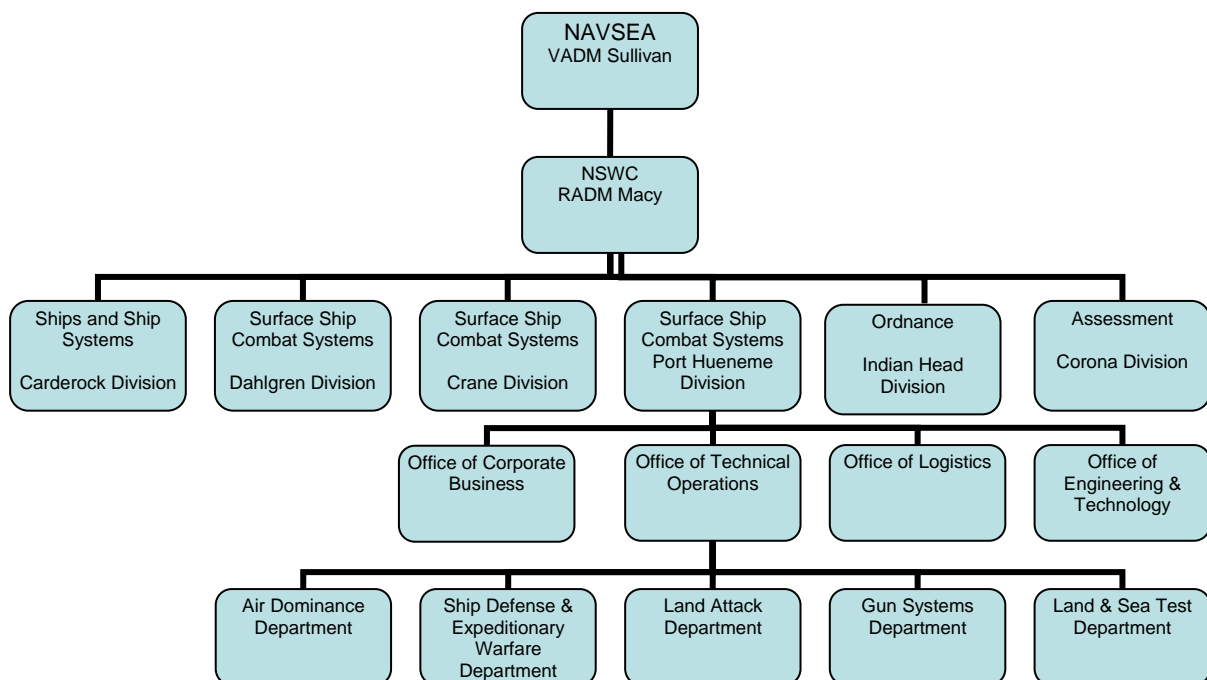 NAVSEA
VADM Sullivan
NSWC
RADM Macy
Ships and Ship
Systems
Carderock Division
Surface Ship
Combat Systems
Dahlgren Division
Surface Ship
Combat Systems
Crane Division
Surface Ship
Combat Systems
Port Hueneme
Division
Ordnance
Indian Head
Division
Assessment
Corona Division
Office of Corporate
Business
Office of Technical
Operations
Office of Logistics
Office of
Engineering &
Technology
Air Dominance
Department
Ship Defense &
Expeditionary
Warfare
Department
Land Attack
Department
Gun Systems
Department
Land & Sea Test
Department